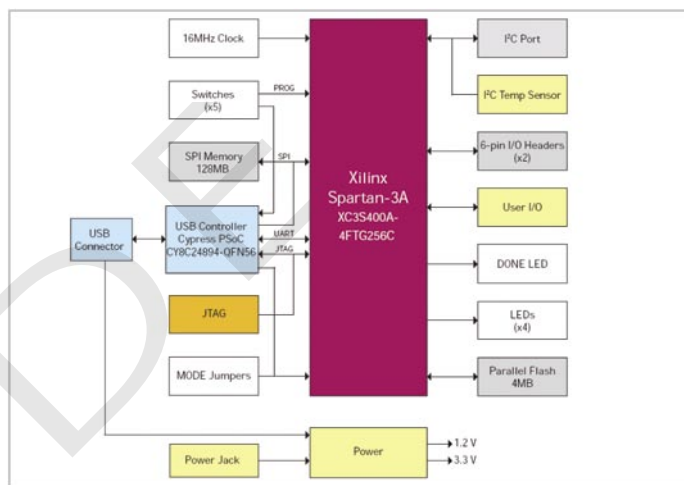 16MHz Clock
Switches
(x5)
PROG
SPI Memory
128MB
SPI
USB
Connector
USB Controller
Cypress PSoC
CY8C24894-QFN56
UART
JTAG
JTAG
MODE Jumpers
Power Jack
Xilinx
Spartan-3A
XC3S400A-
4FTG256C
I²C Port
I²C Temp Sensor
6-pin I/O Headers
(x2)
User I/O
DONE LED
LEDs
(x4)
Parallel Flash
4MB
Power
1.2 V
3.3 V